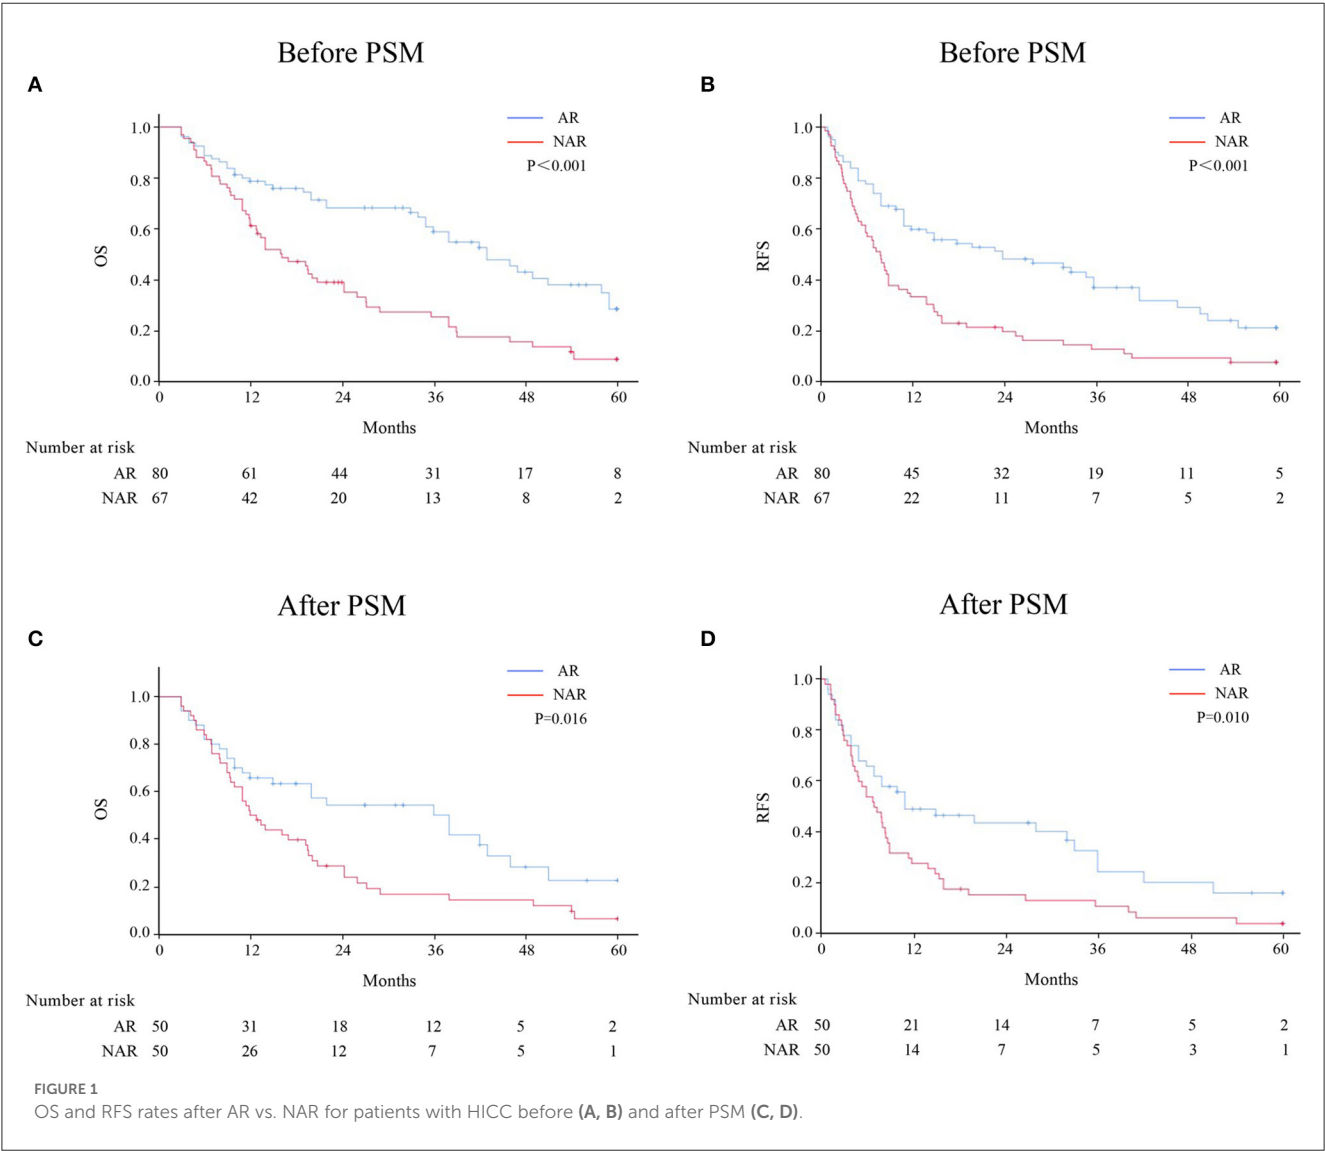 Before PSM
A
AR
NAR
P<0.001
1.0
0.8
0.6
0.4
0.2
0.0
OS
0 12 24 36 48 60
Months
Number at risk
AR 80 61 44 31 17 8
NAR 67 42 20 13 8 2
Before PSM
B
AR
NAR
P<0.001
1.0
0.8
0.6
0.4
0.2
0.0
RFS
0 12 24 36 48 60
Months
Number at risk
AR 80 45 32 19 11 5
NAR 67 22 11 7 5 2
After PSM
C
AR
NAR
P=0.016
1.0
0.8
0.6
0.4
0.2
0.0
OS
0 12 24 36 48 60
Months
Number at risk
AR 50 31 18 12 5 2
NAR 50 26 12 7 5 1
After PSM
D
AR
NAR
P=0.010
1.0
0.8
0.6
0.4
0.2
0.0
RFS
0 12 24 36 48 60
Months
Number at risk
AR 50 21 14 7 5 2
NAR 50 14 7 5 3 1
FIGURE 1
OS and RFS rates after AR vs. NAR for patients with HICC before (A, B) and after PSM (C, D).